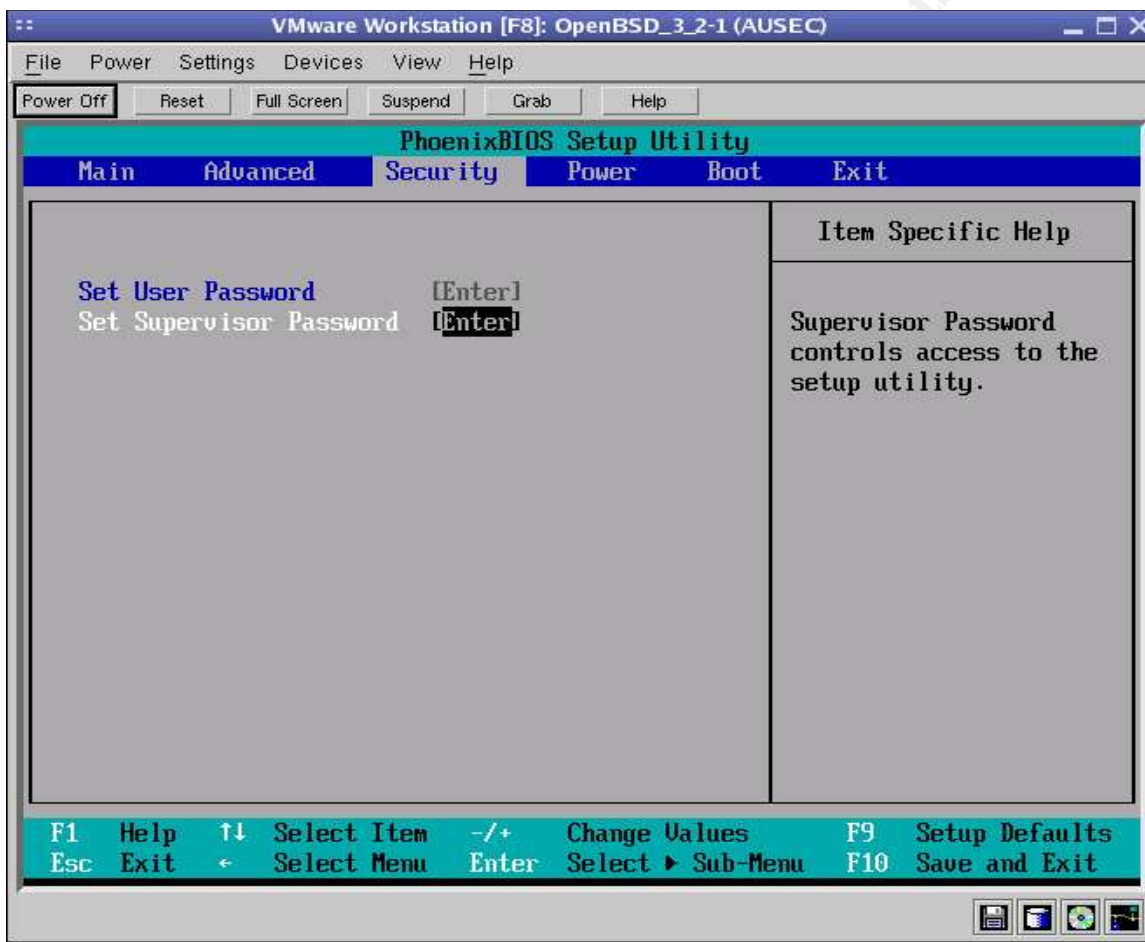 VMware Workstation [F8]: OpenBSD_3_2-1 (AUSEC)
File Power Settings Devices View Help
Power Off Reset Full Screen Suspend Grab Help
PhoenixBIOS Setup Utility
Main Advanced Security Power Boot Exit
Item Specific Help
Set User Password [Enter]
Set Supervisor Password [Enter]
Supervisor Password
controls access to the
setup utility.
F1 Help ↑↓ Select Item -/+ Change Values F9 Setup Defaults
Esc Exit ← Select Menu Enter Select ▶ Sub-Menu F10 Save and Exit